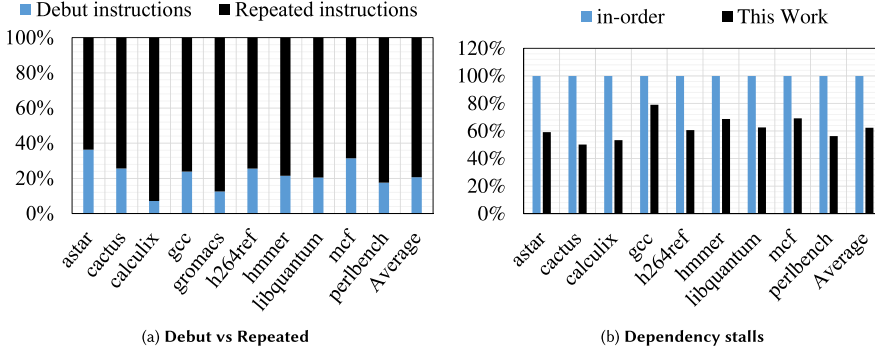 Debut instructions Repeated instructions
100%
80%
60%
40%
20%
0%
astar
cactus
calculix
gcc
gromacs
h264ref
hmmer
libquantum
mcf
perlbench
Average
(a) Debut vs Repeated
in-order This Work
120%
100%
80%
60%
40%
20%
0%
astar
cactus
calculix
gcc
h264ref
hmmer
libquantum
mcf
perlbench
Average
(b) Dependency stalls